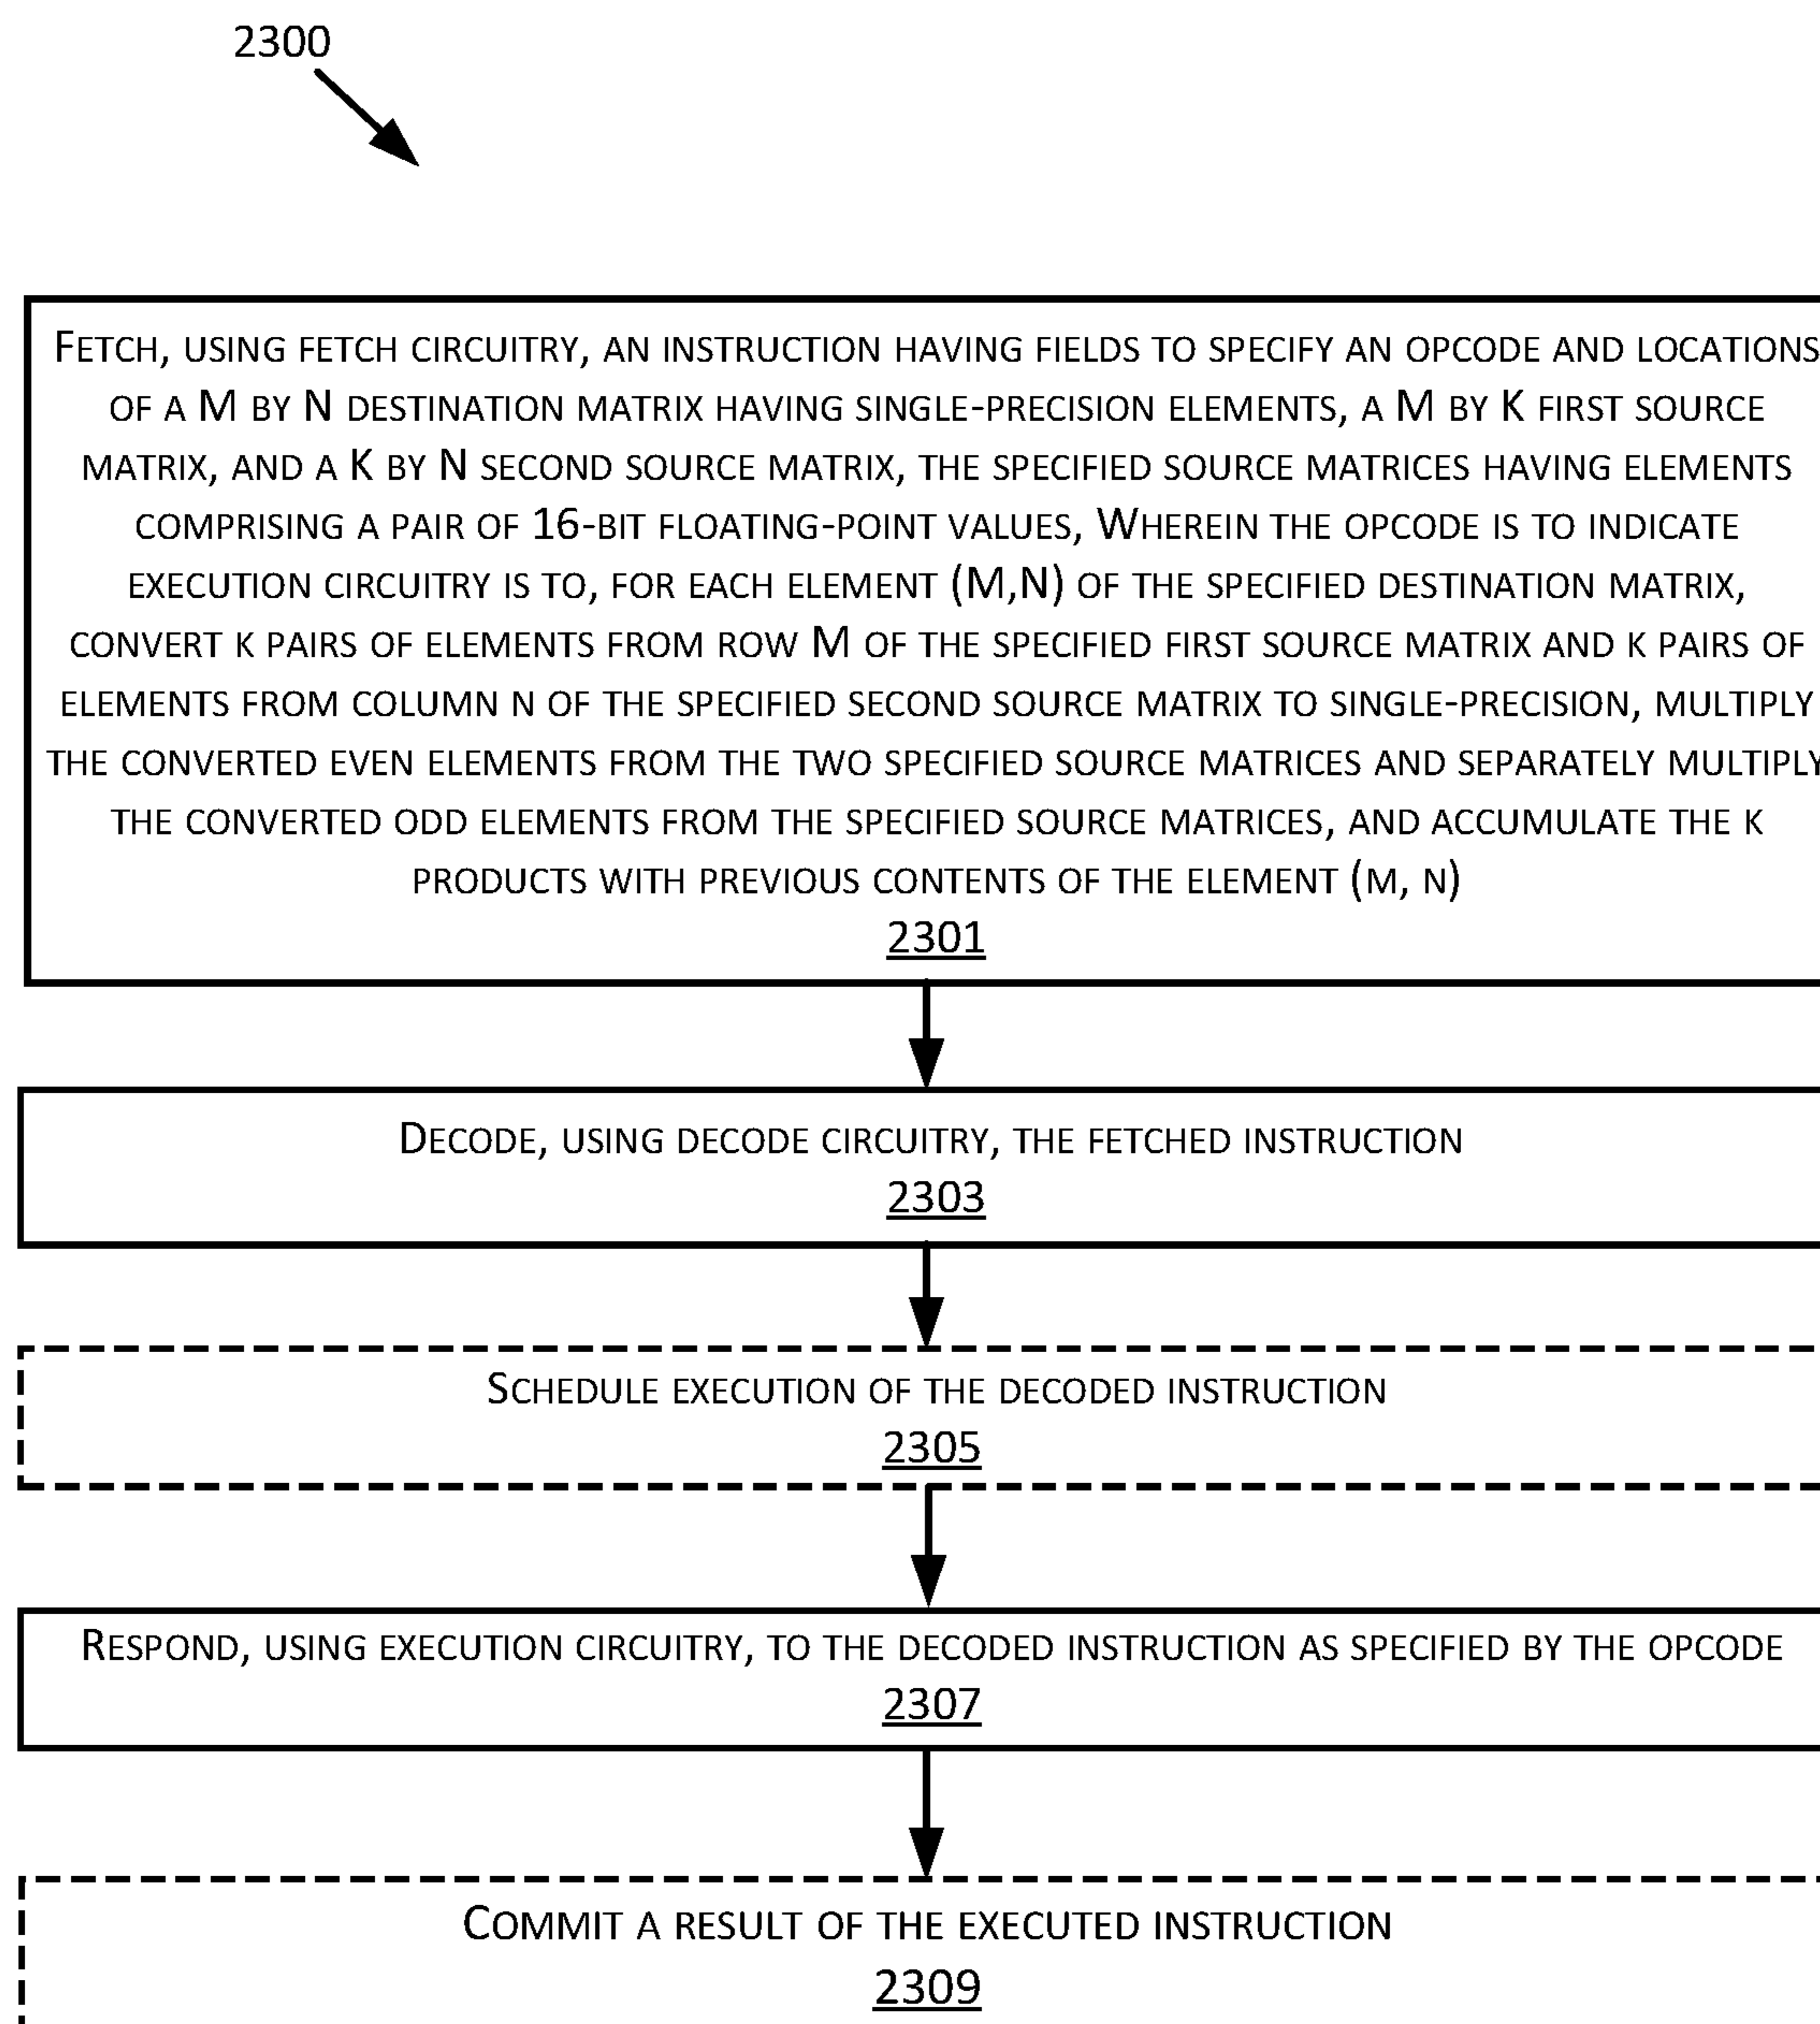 2300
FETCH, USING FETCH CIRCUITRY, AN INSTRUCTION HAVING FIELDS TO SPECIFY AN OPCODE AND LOCATIONS
OF A M BY N DESTINATION MATRIX HAVING SINGLE-PRECISION ELEMENTS, A M BY K FIRST SOURCE
MATRIX, AND A K BY N SECOND SOURCE MATRIX, THE SPECIFIED SOURCE MATRICES HAVING ELEMENTS
COMPRISING A PAIR OF 16-BIT FLOATING-POINT VALUES, WHEREIN THE OPCODE IS TO INDICATE
EXECUTION CIRCUITRY IS TO, FOR EACH ELEMENT (M,N) OF THE SPECIFIED DESTINATION MATRIX,
CONVERT K PAIRS OF ELEMENTS FROM ROW M OF THE SPECIFIED FIRST SOURCE MATRIX AND K PAIRS OF
ELEMENTS FROM COLUMN N OF THE SPECIFIED SECOND SOURCE MATRIX TO SINGLE-PRECISION, MULTIPLY
THE CONVERTED EVEN ELEMENTS FROM THE TWO SPECIFIED SOURCE MATRICES AND SEPARATELY MULTIPLY
THE CONVERTED ODD ELEMENTS FROM THE SPECIFIED SOURCE MATRICES, AND ACCUMULATE THE K
PRODUCTS WITH PREVIOUS CONTENTS OF THE ELEMENT (M, N)
2301
DECODE, USING DECODE CIRCUITRY, THE FETCHED INSTRUCTION
2303
SCHEDULE EXECUTION OF THE DECODED INSTRUCTION
2305
RESPOND, USING EXECUTION CIRCUITRY, TO THE DECODED INSTRUCTION AS SPECIFIED BY THE OPCODE
2307
COMMIT A RESULT OF THE EXECUTED INSTRUCTION
2309